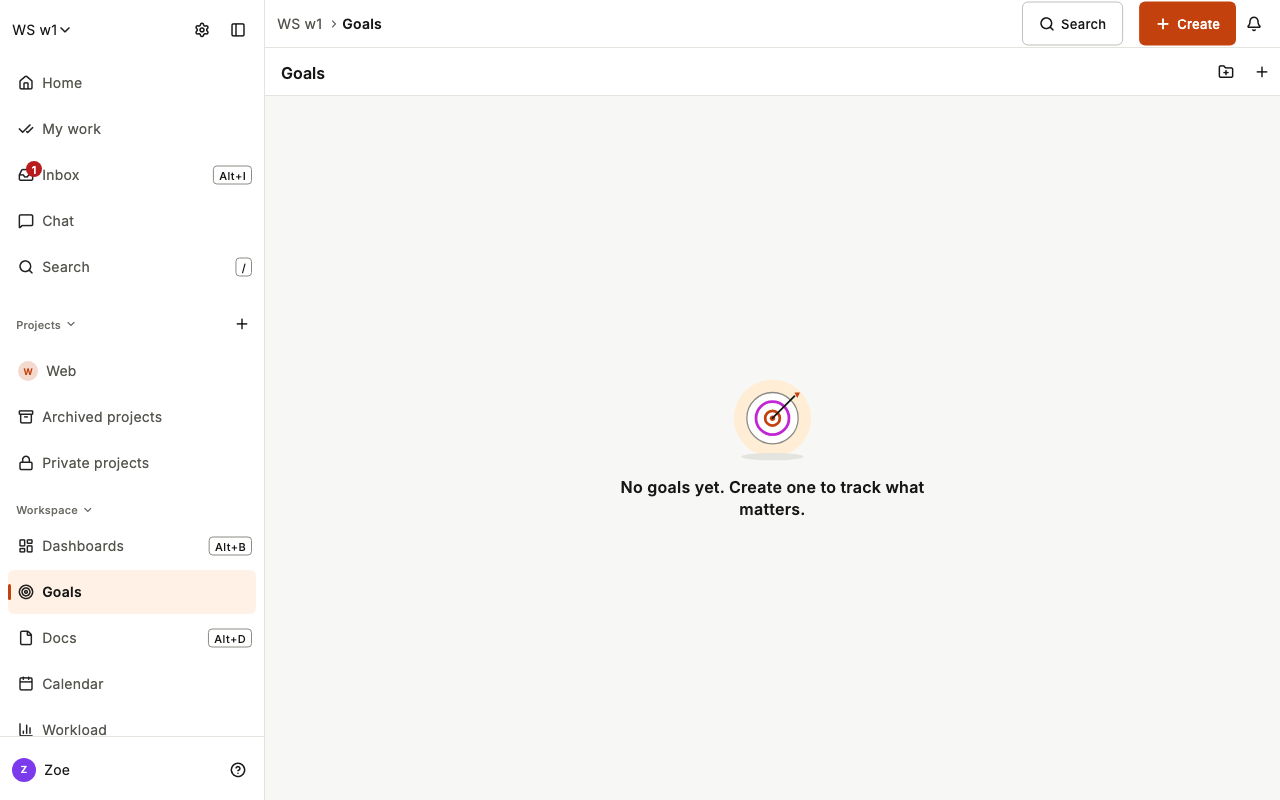 WS w1
Home
My work
1
Inbox
Alt+I
Chat
Search
/
Projects
W
Web
Archived projects
Private projects
Workspace
Dashboards
Alt+B
Goals
Docs
Alt+D
Calendar
Workload
Z
Zoe
WS w1
Goals
Search
Create
Goals
No goals yet. Create one to track what
matters.